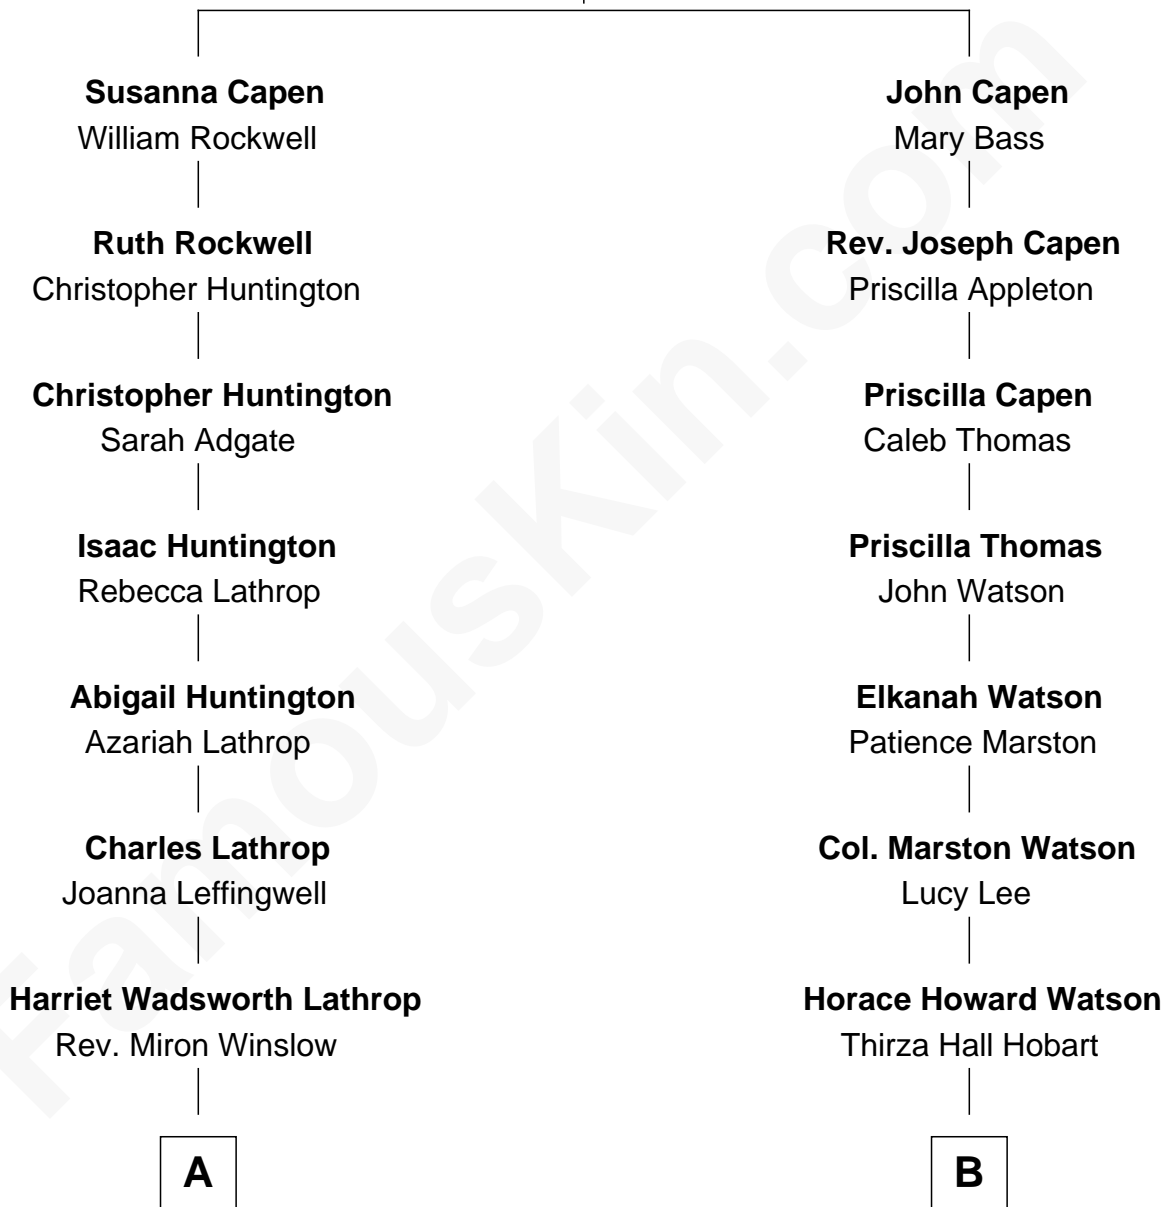 Susanna Capen
William Rockwell
Ruth Rockwell
Christopher Huntington
Christopher Huntington
Sarah Adgate
Isaac Huntington
Rebecca Lathrop
Abigail Huntington
Azariah Lathrop
Charles Lathrop
Joanna Leffingwell
Harriet Wadsworth Lathrop
Rev. Miron Winslow
A
John Capen
Mary Bass
Rev. Joseph Capen
Priscilla Appleton
Priscilla Capen
Caleb Thomas
Priscilla Thomas
John Watson
Elkanah Watson
Patience Marston
Col. Marston Watson
Lucy Lee
Horace Howard Watson
Thirza Hall Hobart
B
FamousKin.com